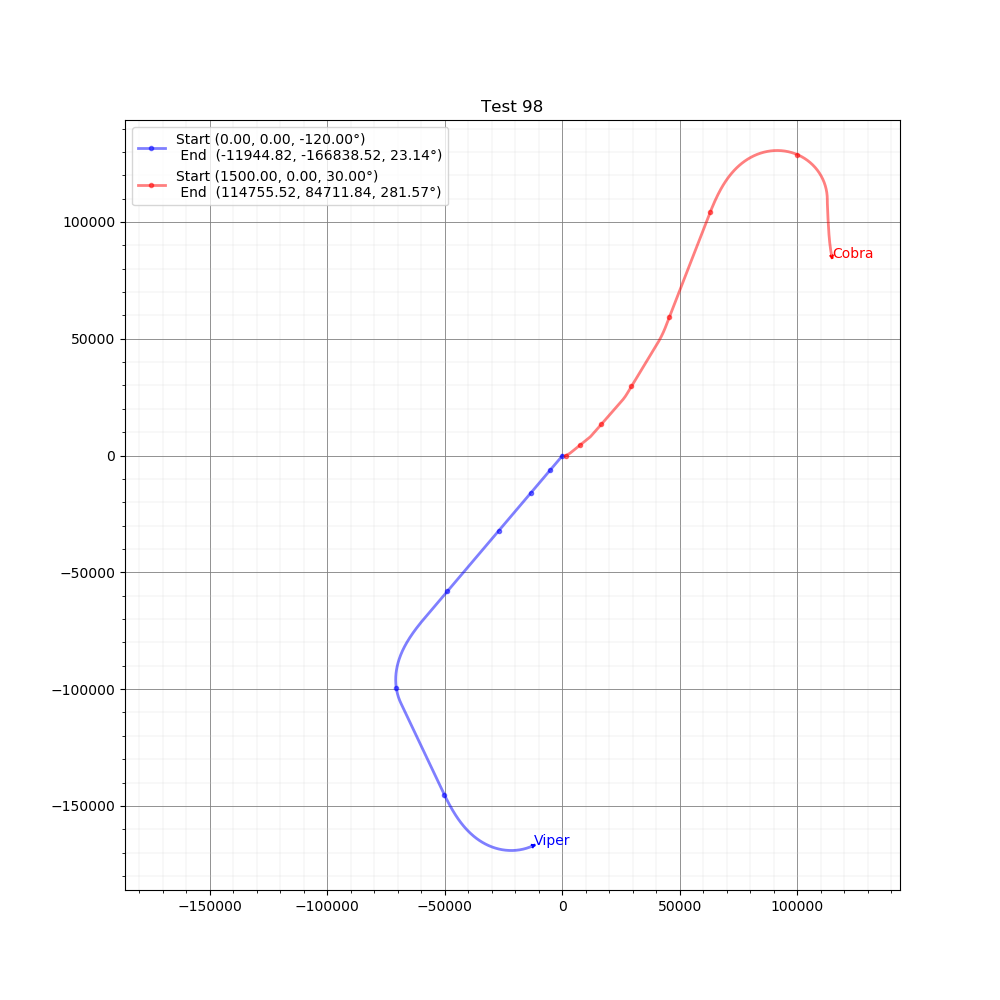 Test 98
Start (0.00, 0.00, -120.00°)
End  (-11944.82, -166838.52, 23.14°)
Start (1500.00, 0.00, 30.00°)
End  (114755.52, 84711.84, 281.57°)
100000
50000
0
−50000
−100000
−150000
Cobra
Viper
−150000
−100000
−50000
0
50000
100000